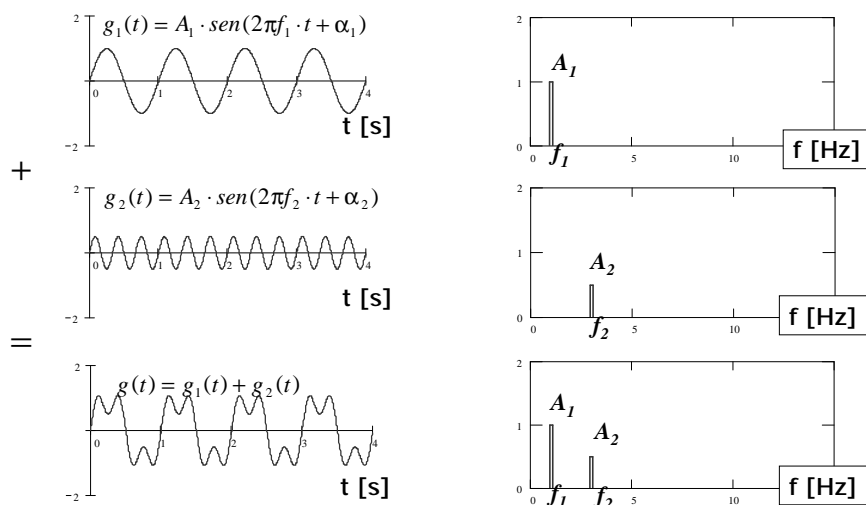 2
g₁(t) = A₁ · sen(2πf₁ · t + α₁)
0 1 2 3 4
t [s]
−2
2
A₁
1
0
0 f₁ 5 10
f [Hz]
+
2
g₂(t) = A₂ · sen(2πf₂ · t + α₂)
0 1 2 3 4
t [s]
−2
2
1
A₂
0
0 f₂ 5 10
f [Hz]
=
2
g(t) = g₁(t) + g₂(t)
0 1 2 3 4
t [s]
−2
2
A₁
1
A₂
0
0 f₁ f₂ 5 10
f [Hz]